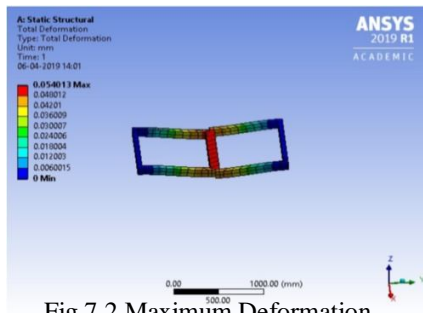 A: Static Structural
Total Deformation
Type: Total Deformation
Unit: mm
Time: 1
06-04-2019 14:01
ANSYS
2019 R1
ACADEMIC
0.054013 Max
0.048012
0.04201
0.036009
0.030007
0.024006
0.018004
0.012003
0.0060015
0 Min
0.00
1000.00 (mm)
500.00
Z
Y
X
Fig 7.2 Maximum Deformation